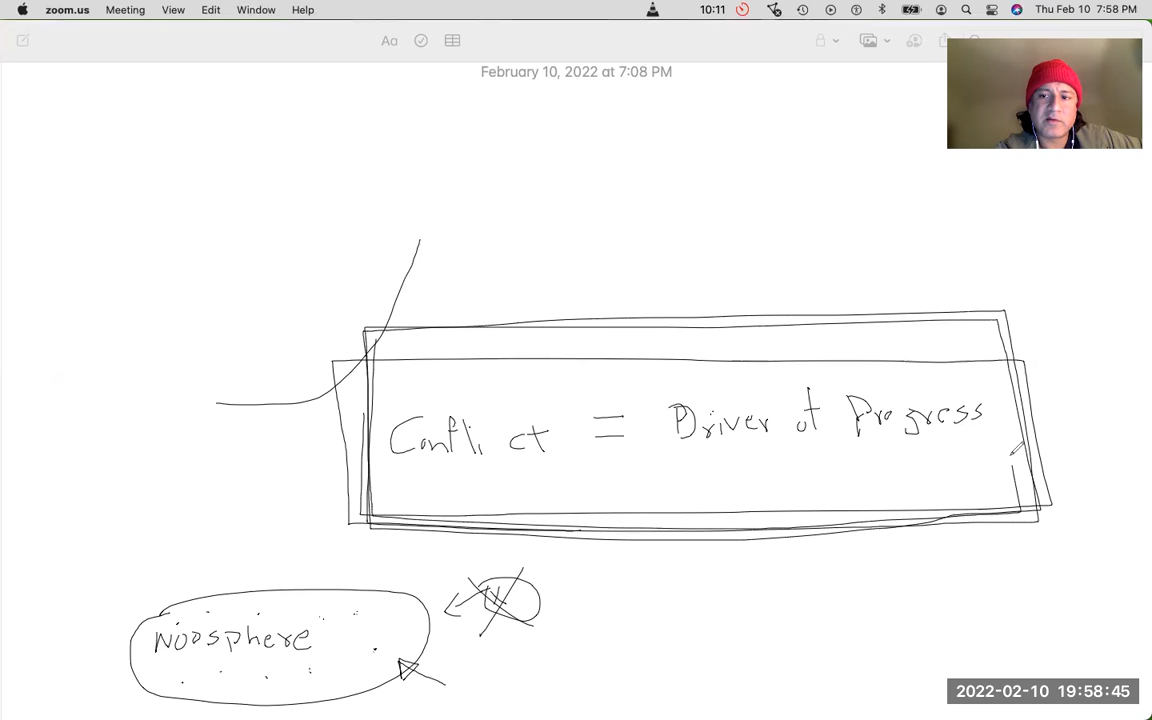 zoom.us Meeting View Edit Window Help 10:11 Thu Feb 10 7:58 PM
Aa
February 10, 2022 at 7:08 PM
Conflict = Driver of Progress
Noosphere
2022-02-10 19:58:45